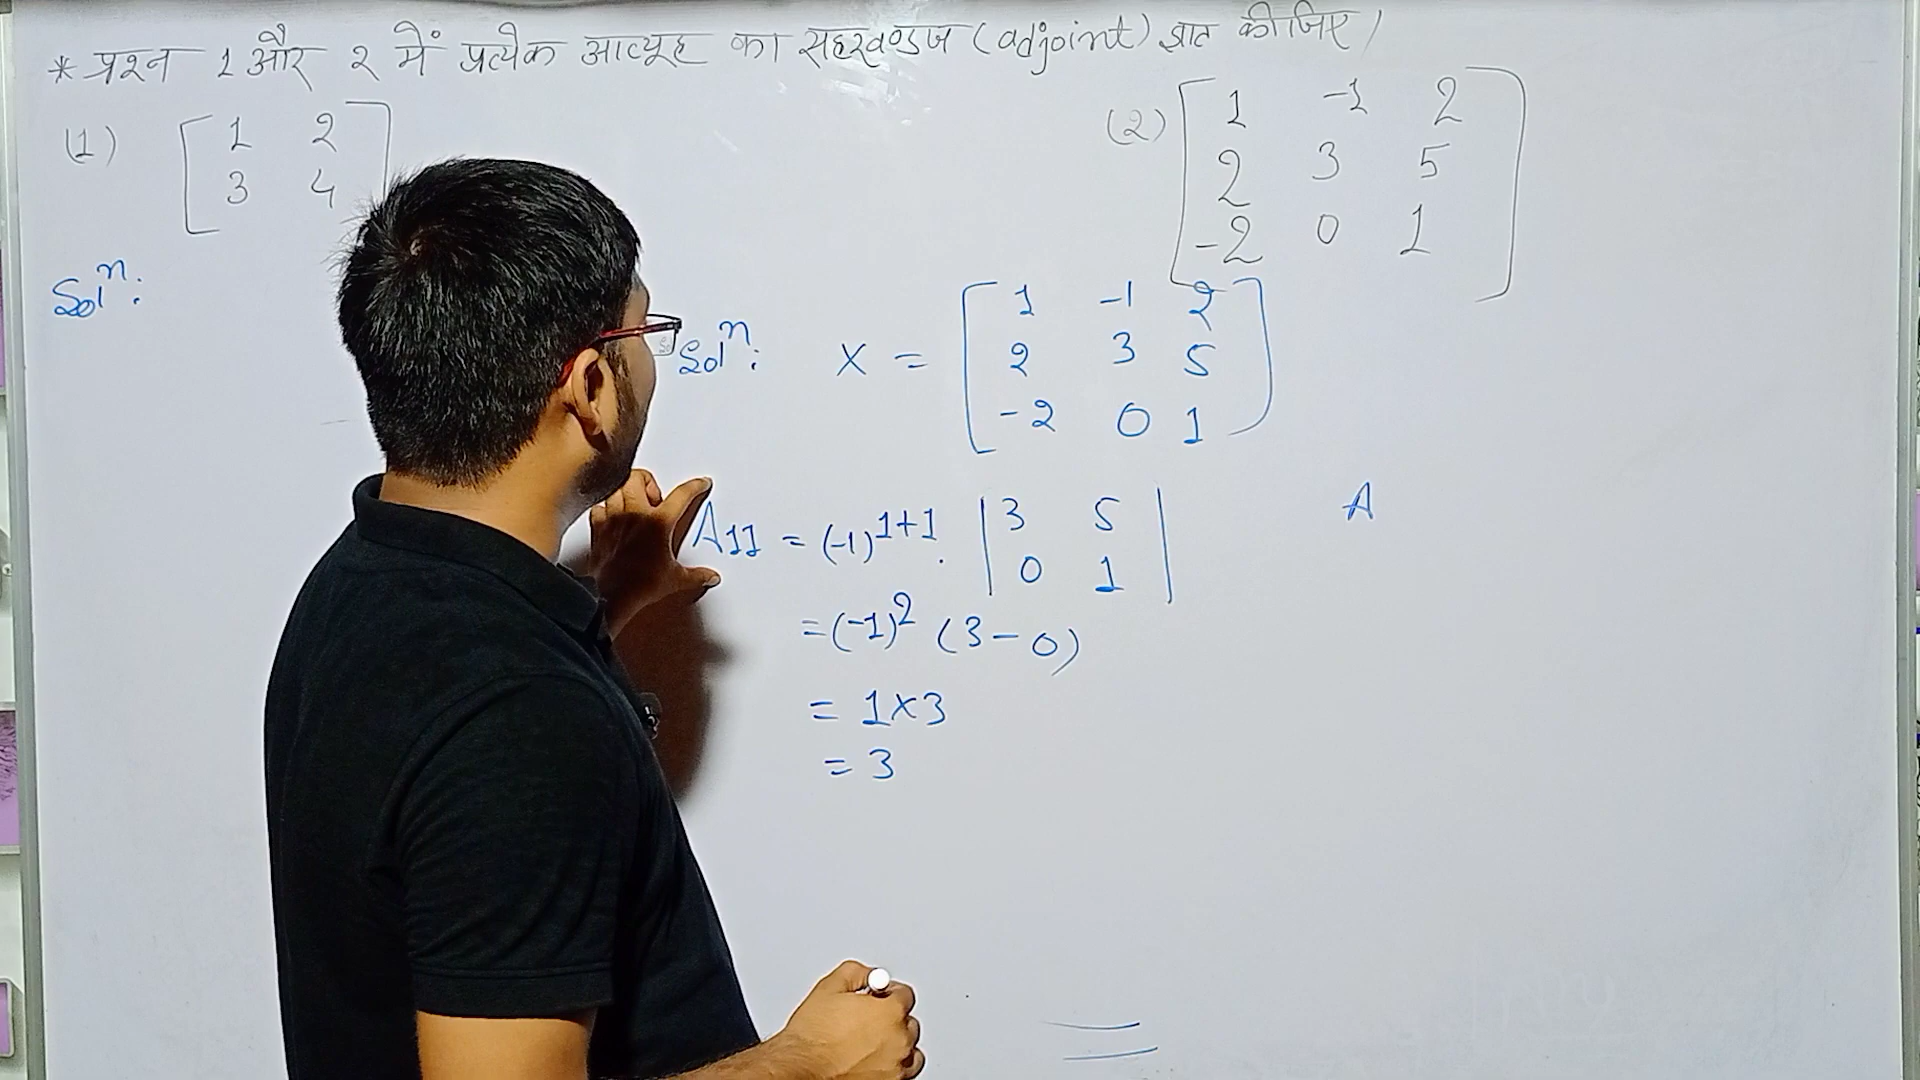 * प्रश्न 1 और 2 में प्रत्येक आव्यूह का सहखण्डज (adjoint) ज्ञात कीजिए।
(1) [1 2
3 4]
(2) [1 -1 2
2 3 5
-2 0 1]
Solⁿ:
Solⁿ: X = [1 -1 2
2 3 5
-2 0 1]
A11 = (-1)^1+1 . |3 5
0 1|
A
= (-1)² (3 - 0)
= 1×3
= 3